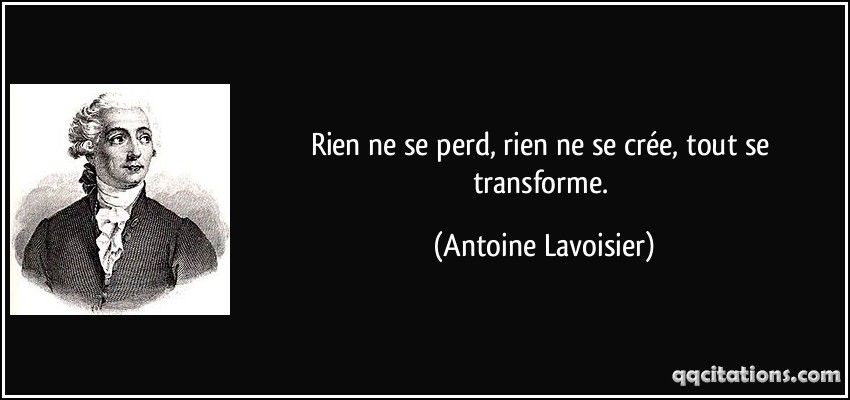 Rien ne se perd, rien ne se crée, tout se
transforme.
(Antoine Lavoisier)
qqcitations.com